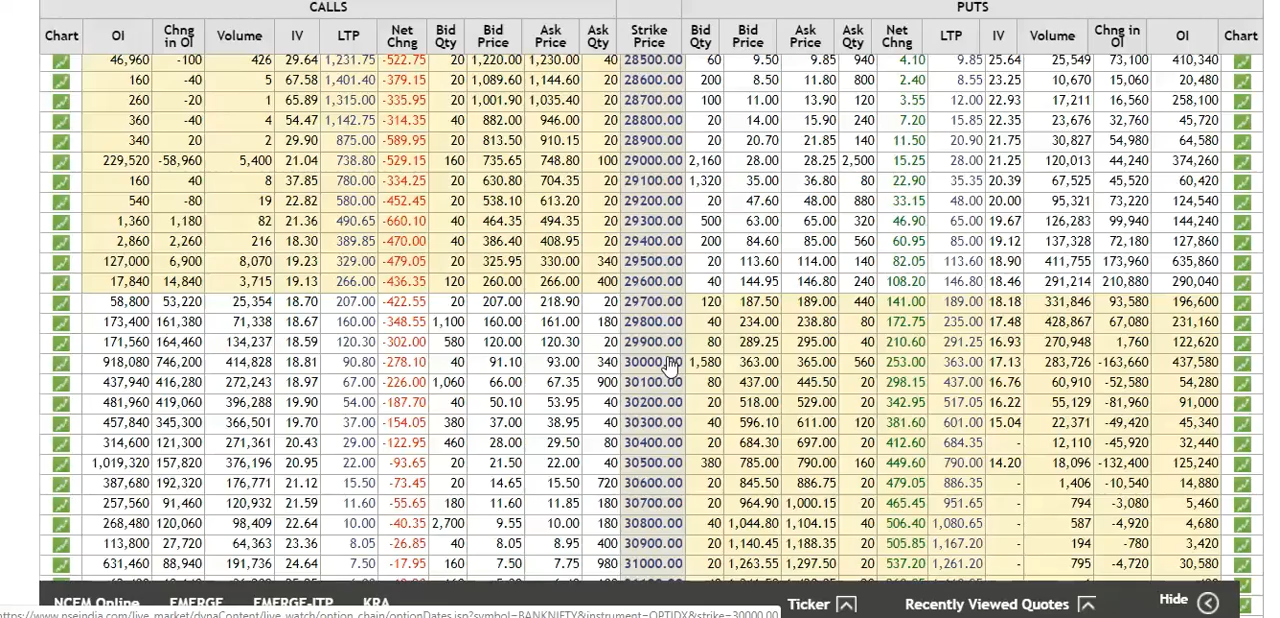 CALLS PUTS
Chart OI Chng in OI Volume IV LTP Net Chng Bid Qty Bid Price Ask Price Ask Qty Strike Price Bid Qty Bid Price Ask Price Ask Qty Net Chng LTP IV Volume Chng in OI OI Chart
46,960 -100 426 29.64 1,231.75 -522.75 20 1,220.00 1,230.00 40 28500.00 60 9.50 9.85 940 4.10 9.85 25.64 25,549 73,100 410,340
160 -40 5 67.58 1,401.40 -379.15 20 1,089.60 1,144.60 20 28600.00 200 8.50 11.80 800 2.40 8.55 23.25 10,670 15,060 20,480
260 -20 1 65.89 1,315.00 -335.95 20 1,001.90 1,035.40 20 28700.00 100 11.00 13.90 120 3.55 12.00 22.93 17,211 16,560 258,100
360 -40 4 54.47 1,142.75 -314.35 40 882.00 946.00 20 28800.00 20 14.00 15.90 240 7.20 15.85 22.35 23,676 32,760 45,720
340 20 2 29.90 875.00 -589.95 20 813.50 910.15 20 28900.00 20 20.70 21.85 140 11.50 20.90 21.75 30,827 54,980 64,580
229,520 -58,960 5,400 21.04 738.80 -529.15 160 735.65 748.80 100 29000.00 2,160 28.00 28.25 2,500 15.25 28.00 21.25 120,013 44,240 374,260
160 40 8 37.85 780.00 -334.25 20 630.80 704.35 20 29100.00 1,320 35.00 36.80 80 22.90 35.35 20.39 67,525 45,520 60,420
540 -80 19 22.82 580.00 -452.45 20 538.10 613.20 20 29200.00 20 47.60 48.00 880 33.15 48.00 20.00 95,321 73,220 124,540
1,360 1,180 82 21.36 490.65 -660.10 20 464.35 494.35 20 29300.00 500 63.00 65.00 320 46.90 65.00 19.67 126,283 99,940 144,240
2,860 2,260 216 18.30 389.85 -470.00 40 386.40 408.95 20 29400.00 200 84.60 85.00 560 60.95 85.00 19.12 137,328 72,180 127,860
127,000 6,900 8,070 19.23 329.00 -479.05 20 325.95 330.00 340 29500.00 20 113.60 114.00 20 82.05 113.60 18.90 411,755 173,960 635,860
17,840 14,840 3,715 19.13 266.00 -436.35 120 260.00 266.00 400 29600.00 40 144.95 146.80 240 108.20 146.80 18.46 291,214 210,880 290,040
58,800 53,220 25,354 18.70 207.00 -422.55 20 207.00 218.90 20 29700.00 120 187.50 189.00 440 141.00 189.00 18.18 331,846 93,580 196,600
173,400 161,380 71,338 18.67 160.00 -348.55 1,100 160.00 161.00 180 29800.00 40 234.00 238.80 80 172.75 235.00 17.48 428,867 67,080 231,160
171,560 164,460 134,237 18.59 120.30 -302.00 580 120.00 120.30 20 29900.00 80 289.25 295.00 40 210.60 291.25 16.93 270,948 1,760 122,620
918,080 746,200 414,828 18.81 90.80 -278.10 40 91.10 93.00 340 1,580 363.00 365.00 560 253.00 363.00 17.13 283,726 -163,660 437,580
437,940 416,280 272,243 18.97 67.00 -226.00 1,060 66.00 67.35 900 30100.00 80 437.00 445.50 20 298.15 437.00 16.76 60,910 -52,580 54,280
481,960 419,060 396,288 19.90 54.00 -187.70 40 50.10 53.95 40 30200.00 20 518.00 529.00 20 342.95 517.05 16.22 55,129 -81,960 91,000
457,840 345,300 366,501 19.70 37.00 -154.05 380 37.00 38.95 40 30300.00 40 596.10 611.00 120 381.60 601.00 15.04 22,371 -49,420 45,340
314,600 121,300 271,361 20.43 29.00 -122.95 460 28.00 29.50 80 30400.00 20 684.30 697.00 20 412.60 684.35 - 12,110 -45,920 32,440
1,019,320 157,820 376,196 20.95 22.00 -93.65 20 21.50 22.00 40 30500.00 380 785.00 790.00 160 449.60 790.00 14.20 18,096 -132,400 125,240
387,680 192,320 176,771 21.12 15.50 -73.45 20 14.65 15.50 720 30600.00 20 845.50 886.75 20 479.05 886.35 - 1,406 -10,540 14,880
257,560 91,460 120,932 21.59 11.60 -55.65 180 11.60 11.85 180 30700.00 20 964.90 1,000.15 20 465.45 951.65 - 794 -3,080 5,460
268,480 120,060 98,409 22.64 10.00 -40.35 2,700 9.55 10.00 180 30800.00 40 1,044.80 1,104.15 40 506.40 1,080.65 - 587 -4,920 4,680
113,800 27,720 64,363 23.36 8.05 -26.85 40 8.05 8.95 400 30900.00 20 1,140.45 1,188.35 20 505.85 1,167.20 - 194 -780 3,420
631,460 88,940 191,736 24.64 7.50 -17.95 160 7.50 7.75 980 31000.00 20 1,263.55 1,297.50 20 537.20 1,261.20 - 795 -4,720 30,580
NCFM Online EMERGE EMERGE-ITP KRA Ticker Recently Viewed Quotes Hide